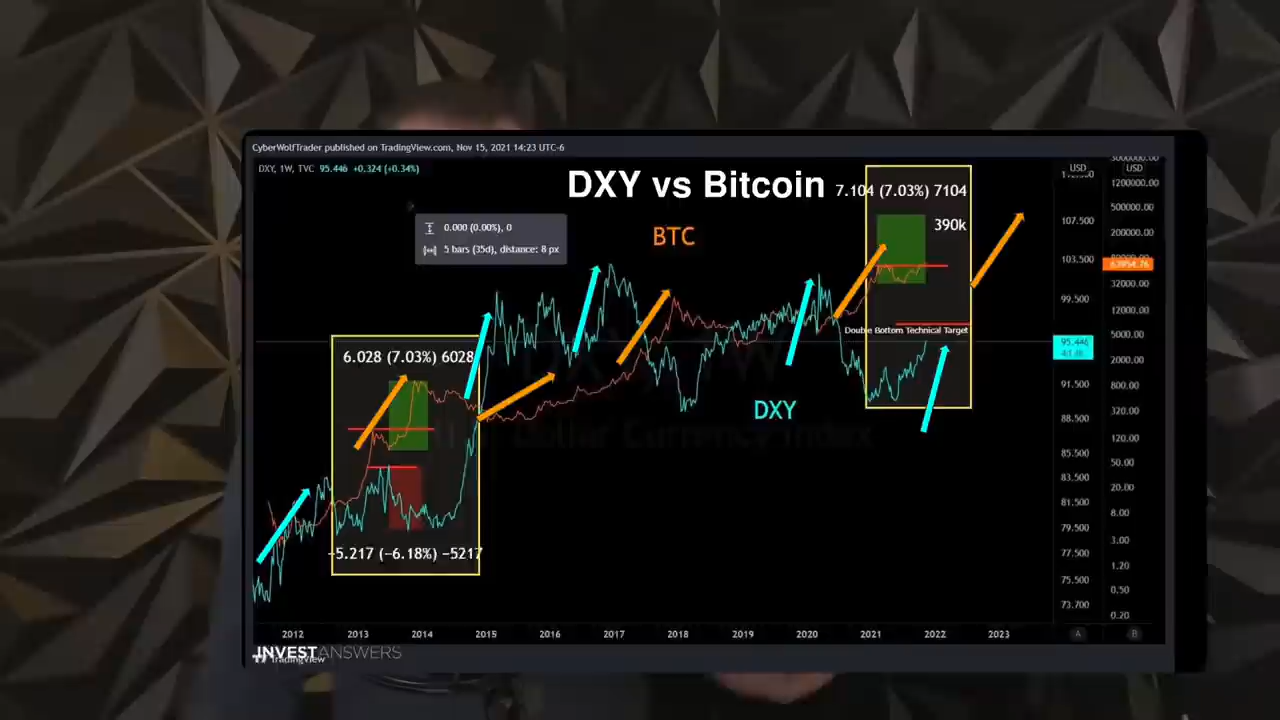 CyberWolfTrader published on TradingView.com, Nov 15, 2021 14:23 UTC-6
DXY, 1W, TVC 95.446 +0.324 (+0.34%)
DXY vs Bitcoin
7.104 (7.03%) 7104
0.000 (0.00%), 0
5 bars (35d), distance: 8 px
BTC
390k
Double Bottom Technical Target
6.028 (7.03%) 6028
DXY
-5.217 (-6.18%) -5217
USD
107.500
103.500
99.500
95.446
91.500
88.500
85.500
83.500
81.500
79.500
77.500
75.500
73.700
A
USD
1200000.00
500000.00
200000.00
63954.76
32000.00
12000.00
5000.00
2000.00
800.00
320.00
120.00
50.00
20.00
8.00
3.00
1.20
0.50
0.20
B
2012 2013 2014 2015 2016 2017 2018 2019 2020 2021 2022 2023
INVESTANSWERS
TradingView